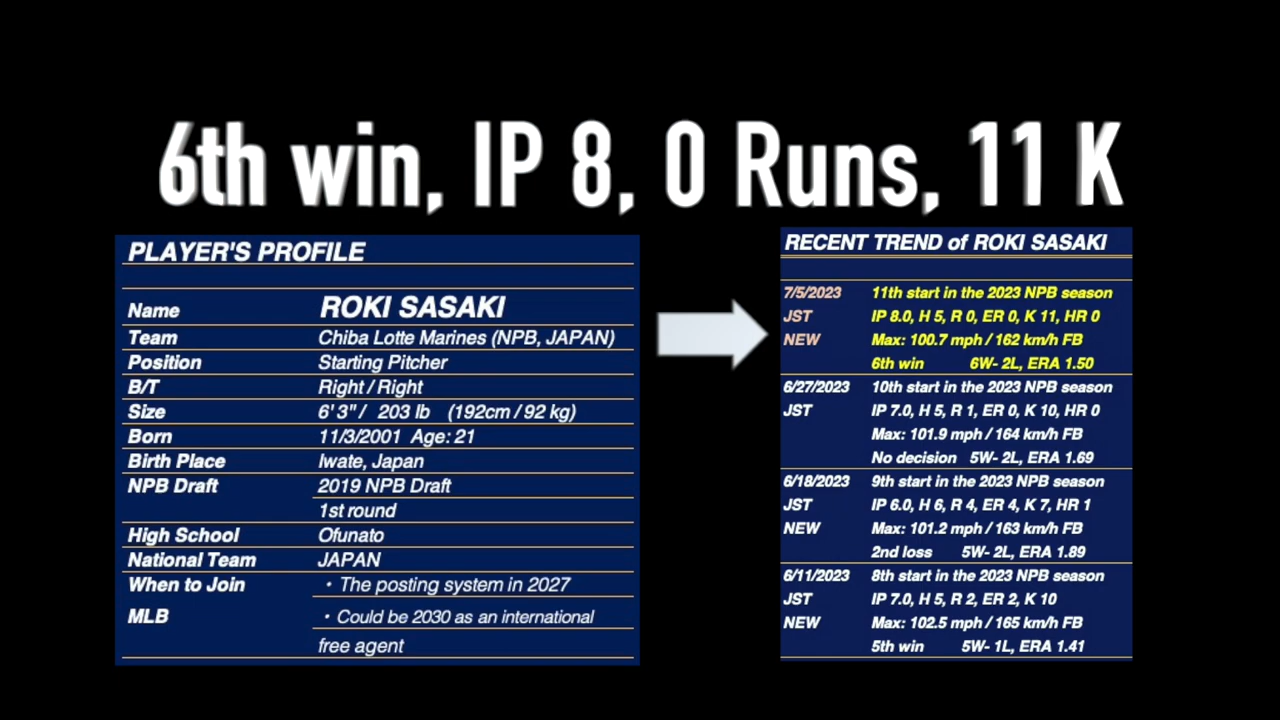 6th win, IP 8, 0 Runs, 11 K
PLAYER'S PROFILE
Name ROKI SASAKI
Team Chiba Lotte Marines (NPB, JAPAN)
Position Starting Pitcher
B/T Right / Right
Size 6' 3" / 203 lb (192cm / 92 kg)
Born 11/3/2001 Age: 21
Birth Place Iwate, Japan
NPB Draft 2019 NPB Draft
1st round
High School Ofunato
National Team JAPAN
When to Join ・ The posting system in 2027
MLB ・ Could be 2030 as an international
free agent
RECENT TREND of ROKI SASAKI
7/5/2023 11th start in the 2023 NPB season
JST IP 8.0, H 5, R 0, ER 0, K 11, HR 0
NEW Max: 100.7 mph / 162 km/h FB
6th win 6W- 2L, ERA 1.50
6/27/2023 10th start in the 2023 NPB season
JST IP 7.0, H 5, R 1, ER 0, K 10, HR 0
Max: 101.9 mph / 164 km/h FB
No decision 5W- 2L, ERA 1.69
6/18/2023 9th start in the 2023 NPB season
JST IP 6.0, H 6, R 4, ER 4, K 7, HR 1
NEW Max: 101.2 mph / 163 km/h FB
2nd loss 5W- 2L, ERA 1.89
6/11/2023 8th start in the 2023 NPB season
JST IP 7.0, H 5, R 2, ER 2, K 10
NEW Max: 102.5 mph / 165 km/h FB
5th win 5W- 1L, ERA 1.41